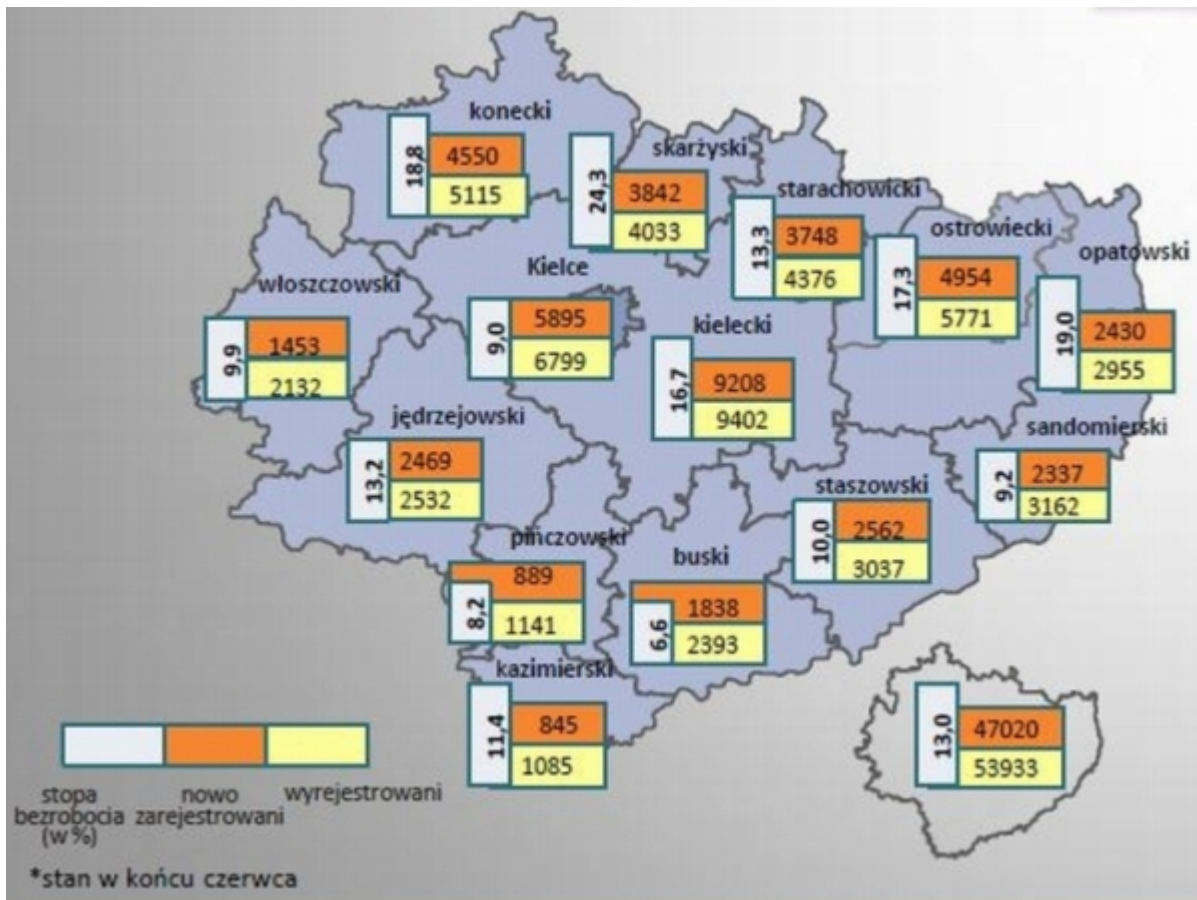 konecki
18,8
4550
5115
skarżyski
24,3
3842
4033
starachowicki
13,3
3748
4376
ostrowiecki
17,3
4954
5771
opatowski
19,0
2430
2955
włoszczowski
9,9
1453
2132
Kielce
9,0
5895
6799
kielecki
16,7
9208
9402
jędrzejowski
13,2
2469
2532
sandomierski
9,2
2337
3162
staszowski
10,0
2562
3037
pińczowski
8,2
889
1141
buski
6,6
1838
2393
kazimierski
11,4
845
1085
13,0
47020
53933
stopa
bezrobocia
(w %)
nowo
zarejestrowani
wyrejestrowani
*stan w końcu czerwca